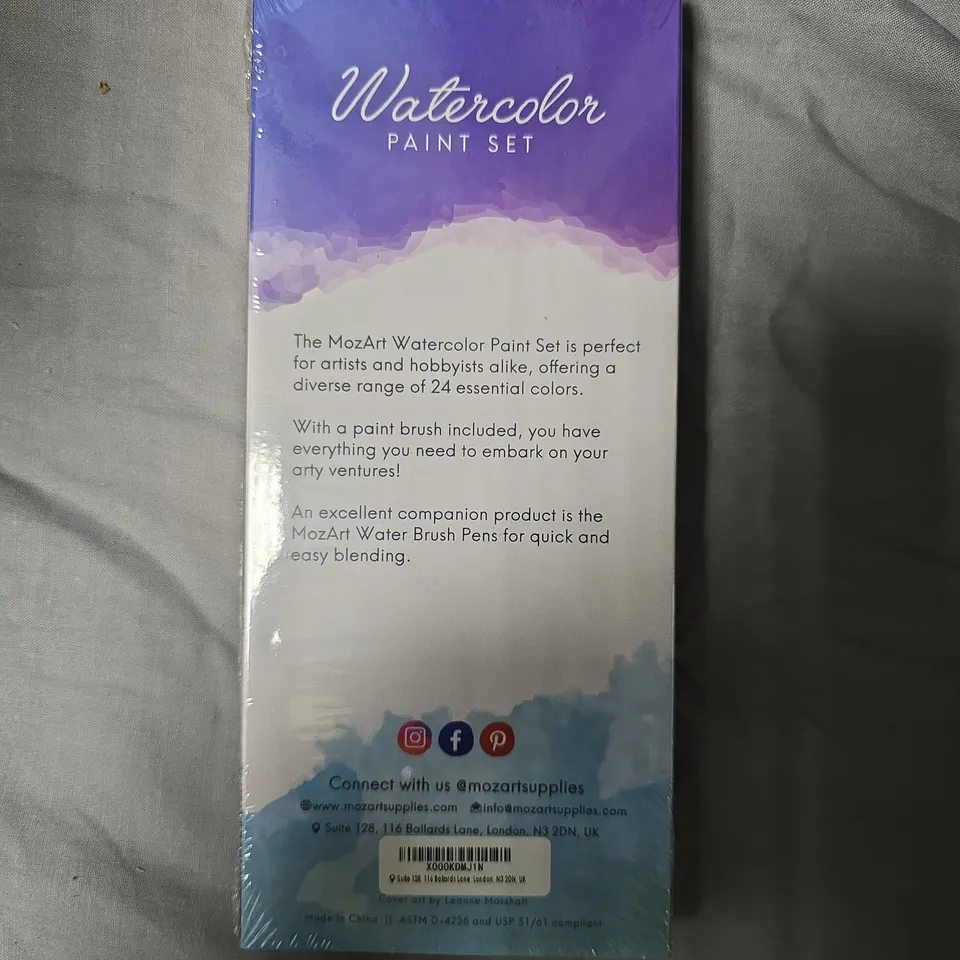 Watercolor
PAINT SET
The MozArt Watercolor Paint Set is perfect
for artists and hobbyists alike, offering a
diverse range of 24 essential colors.
With a paint brush included, you have
everything you need to embark on your
arty ventures!
An excellent companion product is the
MozArt Water Brush Pens for quick and
easy blending.
Connect with us @mozartsupplies
www.mozartsupplies.com info@mozartsupplies.com
Suite 128, 116 Ballards Lane, London, N3 2DN, UK
X000KDMJ1N
Suite 128, 116 Ballards Lane, London, N3 2DN, UK
Cover art by Leanne Marshall
Made in China || ASTM D-4236 and USP 51/61 compliant